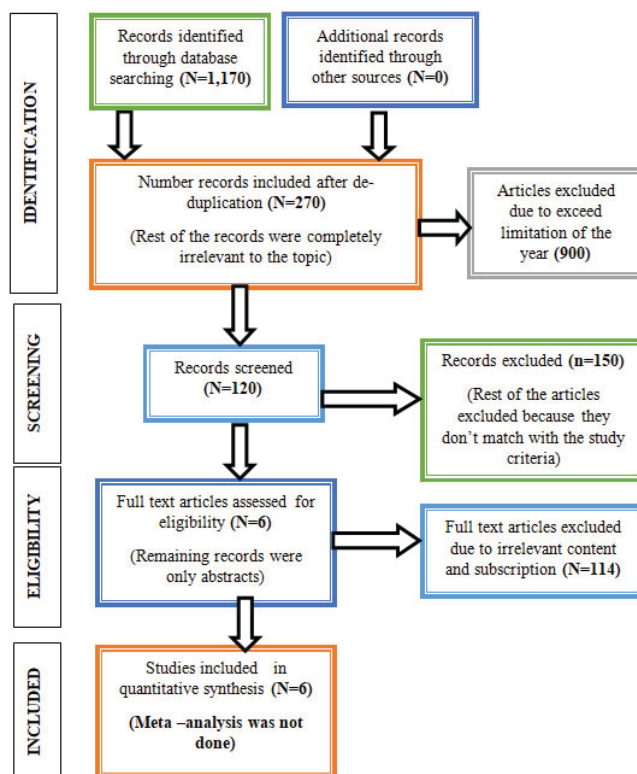 IDENTIFICATION
Records identified
through database
searching (N=1,170)
Additional records
identified through
other sources (N=0)
Number records included after de-
duplication (N=270)
(Rest of the records were completely
irrelevant to the topic)
Articles excluded
due to exceed
limitation of the
year (900)
SCREENING
Records screened
(N=120)
Records excluded (n=150)
(Rest of the articles
excluded because they
don't match with the study
criteria)
ELIGIBILITY
Full text articles assessed for
eligibility (N=6)
(Remaining records were
only abstracts)
Full text articles excluded
due to irrelevant content
and subscription (N=114)
INCLUDED
Studies included in
quantitative synthesis (N=6)
(Meta –analysis was not
done)